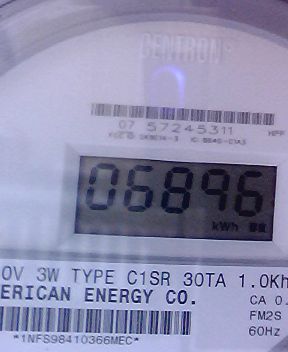 CENTRON®
07 57245311
HPF
06896
kWh
0V 3W TYPE C1SR 30TA 1.0Kh
ERICAN ENERGY CO.
CA 0.
FM2S
60Hz
*1NFS98410366MEC*